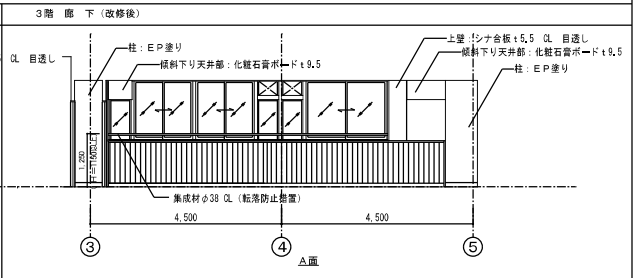 3階 廊 下 (改修後)
CL 目透し
柱：ＥＰ塗り
傾斜下り天井部：化粧石膏ボードｔ9.5
上壁：シナ合板ｔ5.5 CL 目透し
傾斜下り天井部：化粧石膏ボードｔ9.5
柱：ＥＰ塗り
1,250
集成材φ38 CL (転落防止措置)
4,500
4,500
③
④
⑤
A面